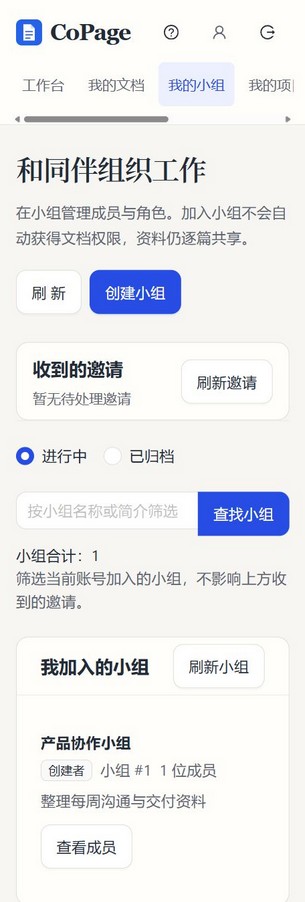 CoPage
工作台 我的文档 我的小组
和同伴组织工作
在小组管理成员与角色。加入小组不会自
动获得文档权限，资料仍逐篇共享。
刷 新 创建小组
收到的邀请
暂无待处理邀请
刷新邀请
进行中 已归档
按小组名称或简介筛选 查找小组
小组合计：1
筛选当前账号加入的小组，不影响上方收
到的邀请。
我加入的小组 刷新小组
产品协作小组
创建者 小组 #1 1 位成员
整理每周沟通与交付资料
查看成员